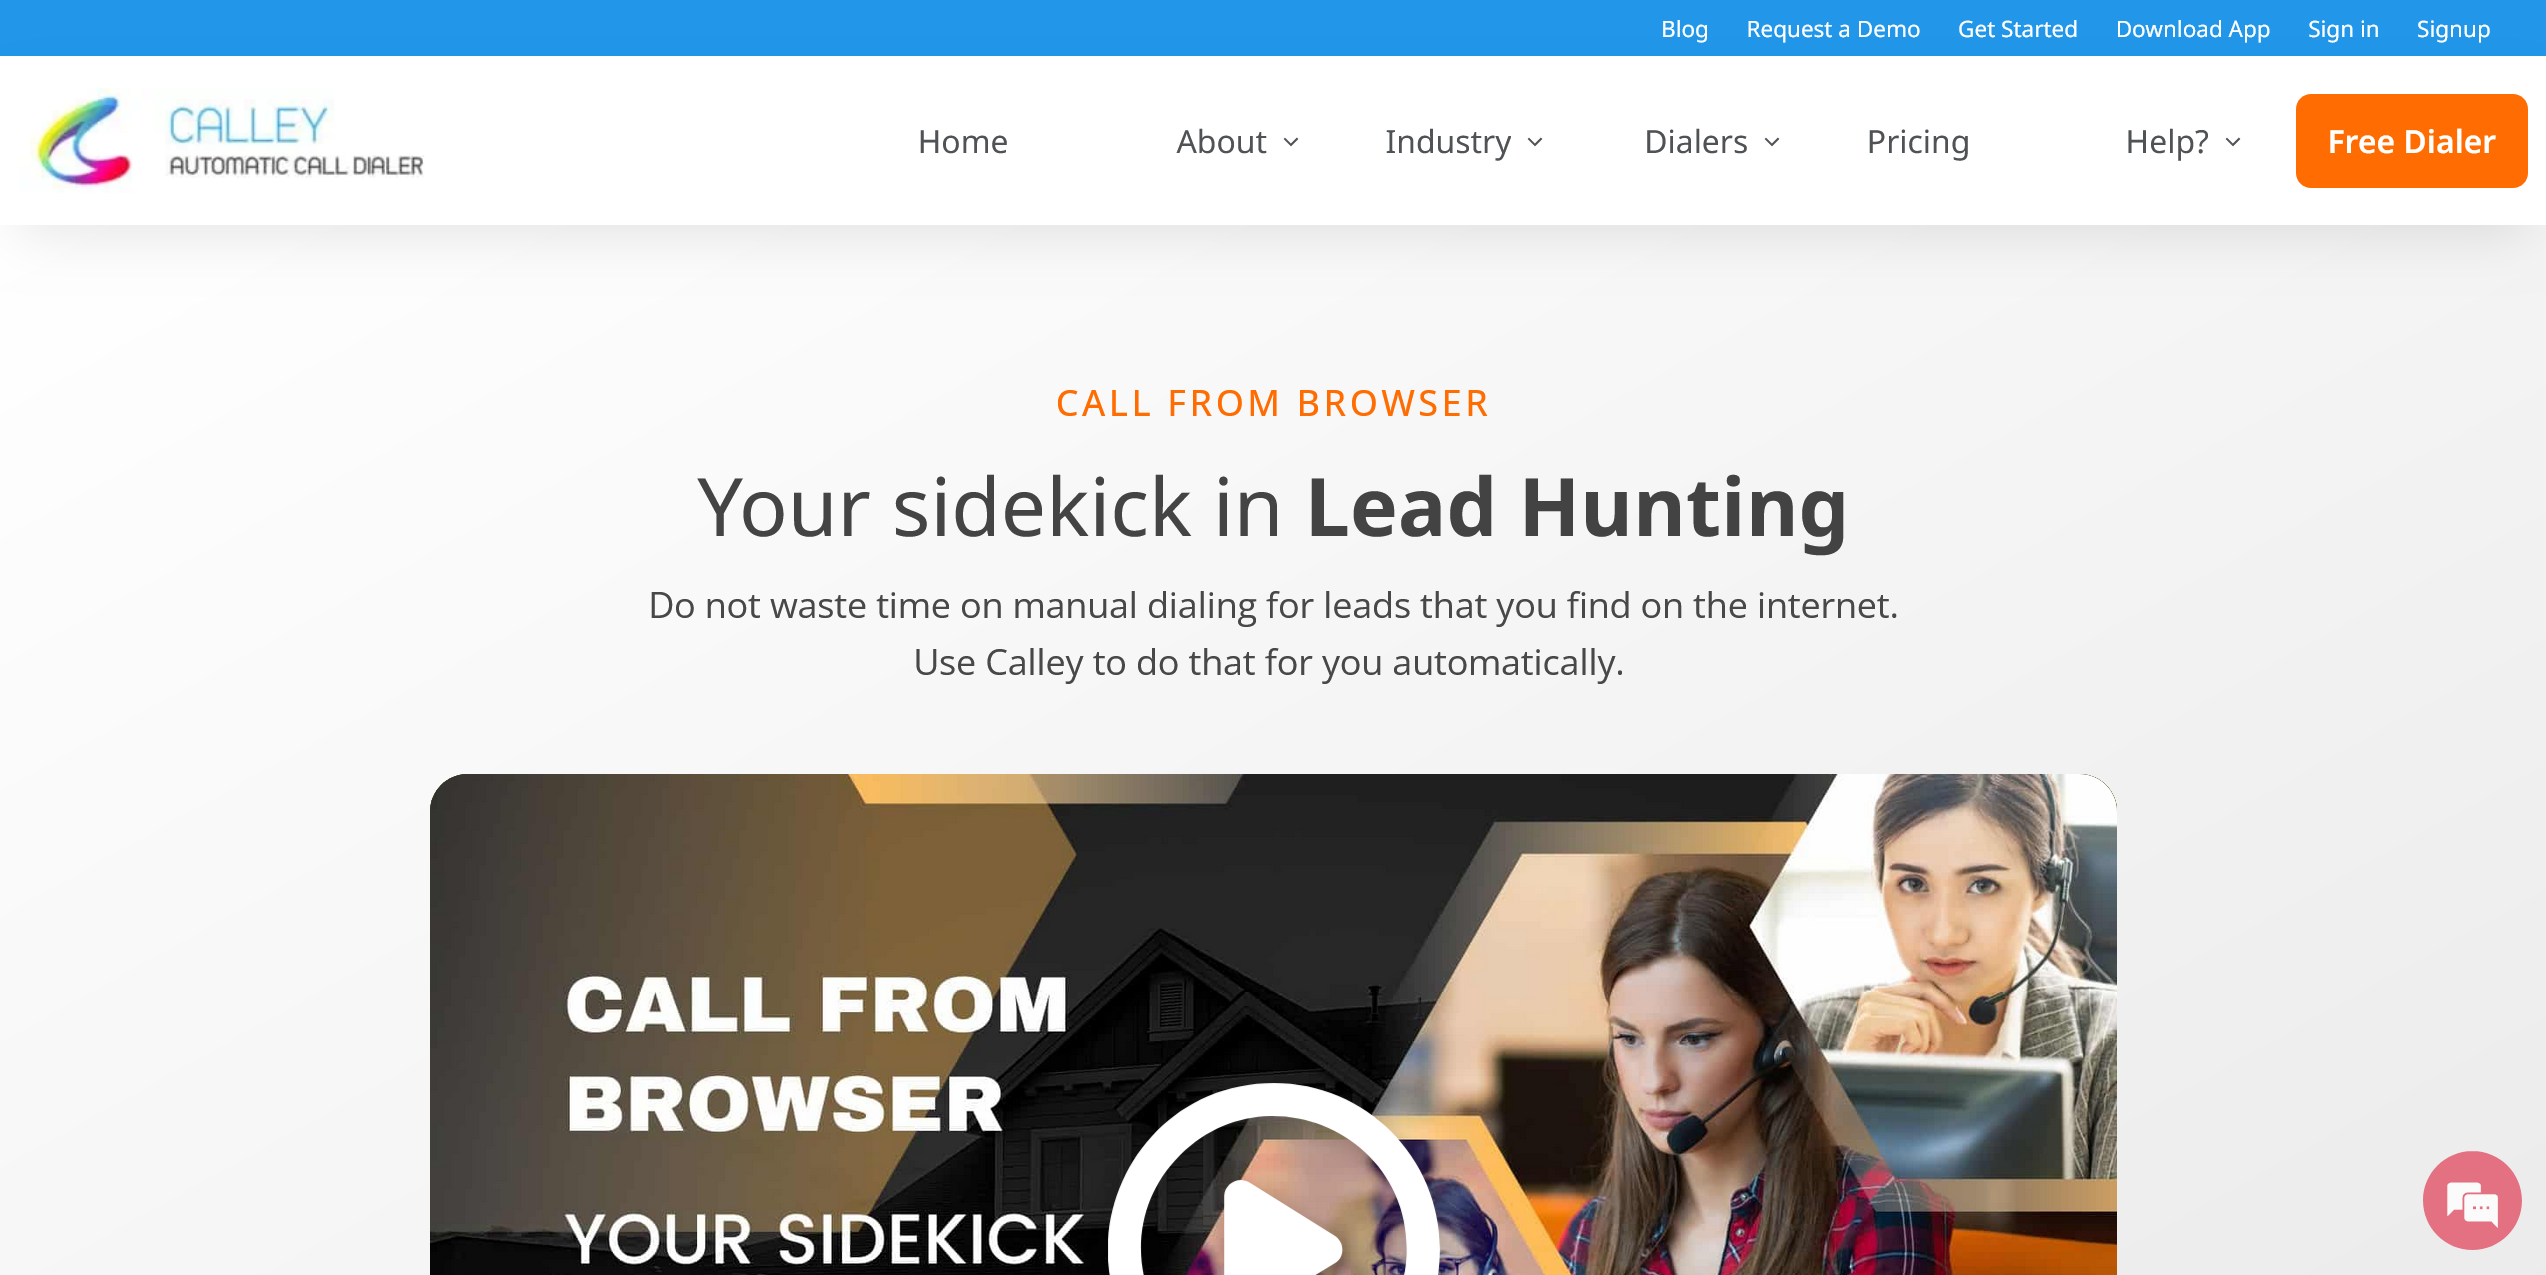 Blog Request a Demo Get Started Download App Sign in Signup
CALLEY
AUTOMATIC CALL DIALER
Home About Industry Dialers Pricing Help? Free Dialer
CALL FROM BROWSER
Your sidekick in Lead Hunting
Do not waste time on manual dialing for leads that you find on the internet.
Use Calley to do that for you automatically.
CALL FROM
BROWSER
YOUR SIDEKICK